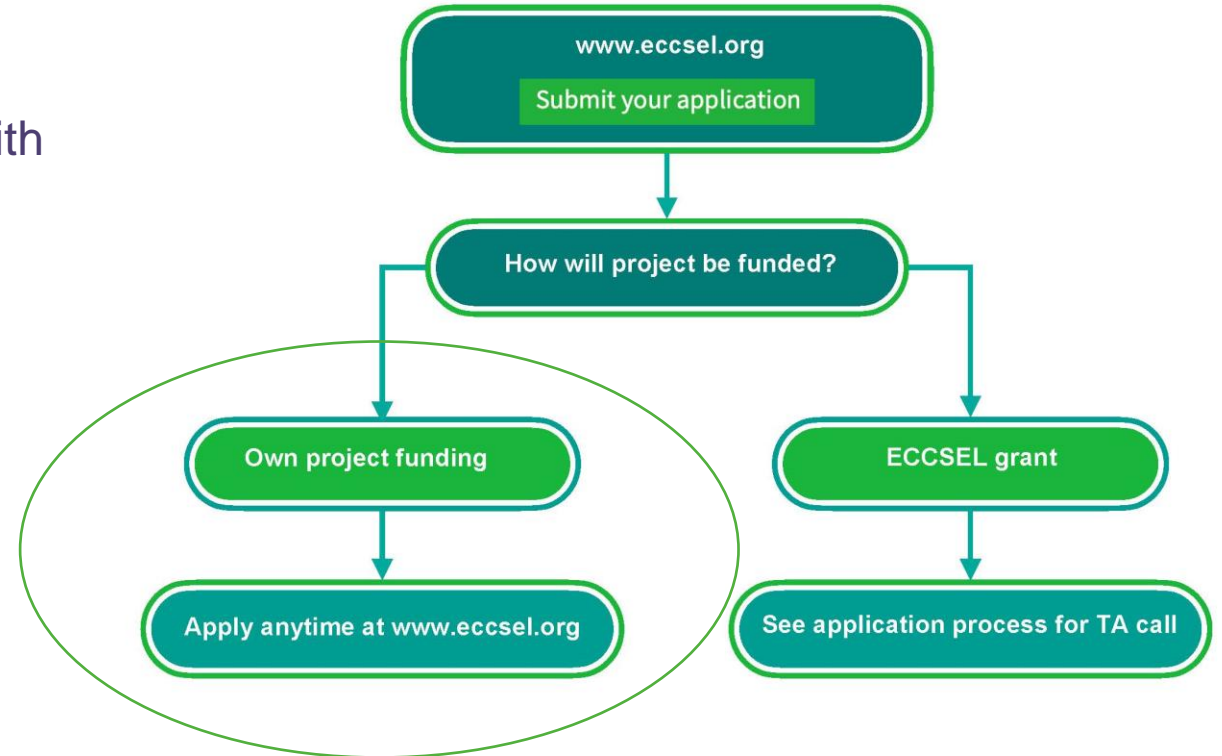 www.eccsel.org
Submit your application
ith
How will project be funded?
Own project funding
ECCSEL grant
Apply anytime at www.eccsel.org
See application process for TA call